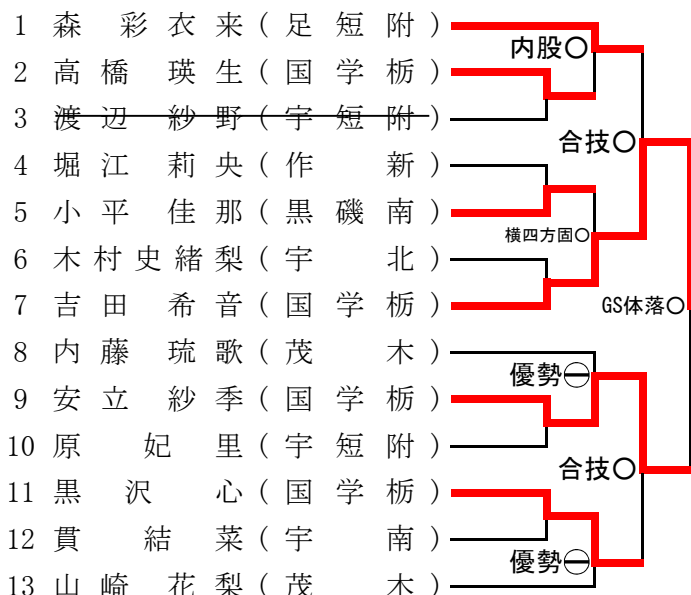 1 森 彩衣来(足短附)
内股○
2 高橋 瑛生(国学栃)
3 渡辺 紗野(宇短附)
合技○
4 堀江 莉央(作新)
5 小平 佳那(黒磯南)
横四方固○
6 木村史緒梨(宇北)
7 吉田 希音(国学栃)
GS体落○
8 内藤 琉歌(茂木)
優勢㊀
9 安立 紗季(国学栃)
10 原 妃里(宇短附)
合技○
11 黒沢 心(国学栃)
12 貫 結菜(宇南)
優勢㊀
13 山崎 花梨(茂木)